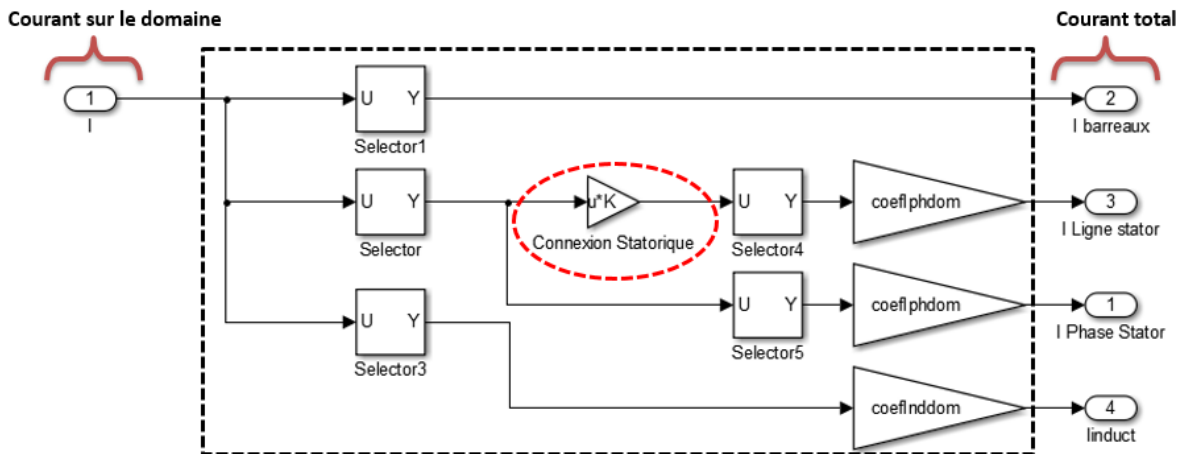 Courant sur le domaine
Courant total
1
I
U Y
Selector1
2
I barreaux
U Y
Selector
u*K
Connexion Statorique
U Y
Selector4
coefIphdom
3
I Ligne stator
U Y
Selector5
coefIphdom
1
I Phase Stator
U Y
Selector3
coefInddom
4
Iinduct